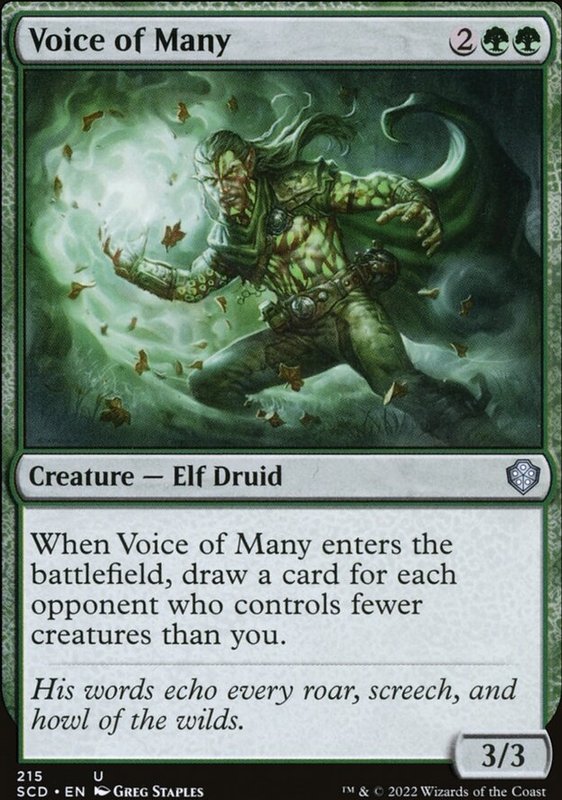 Voice of Many 2
Creature — Elf Druid
When Voice of Many enters the
battlefield, draw a card for each
opponent who controls fewer
creatures than you.
His words echo every roar, screech, and
howl of the wilds.
3/3
215 U
SCD • EN Greg Staples
™ & © 2022 Wizards of the Coast